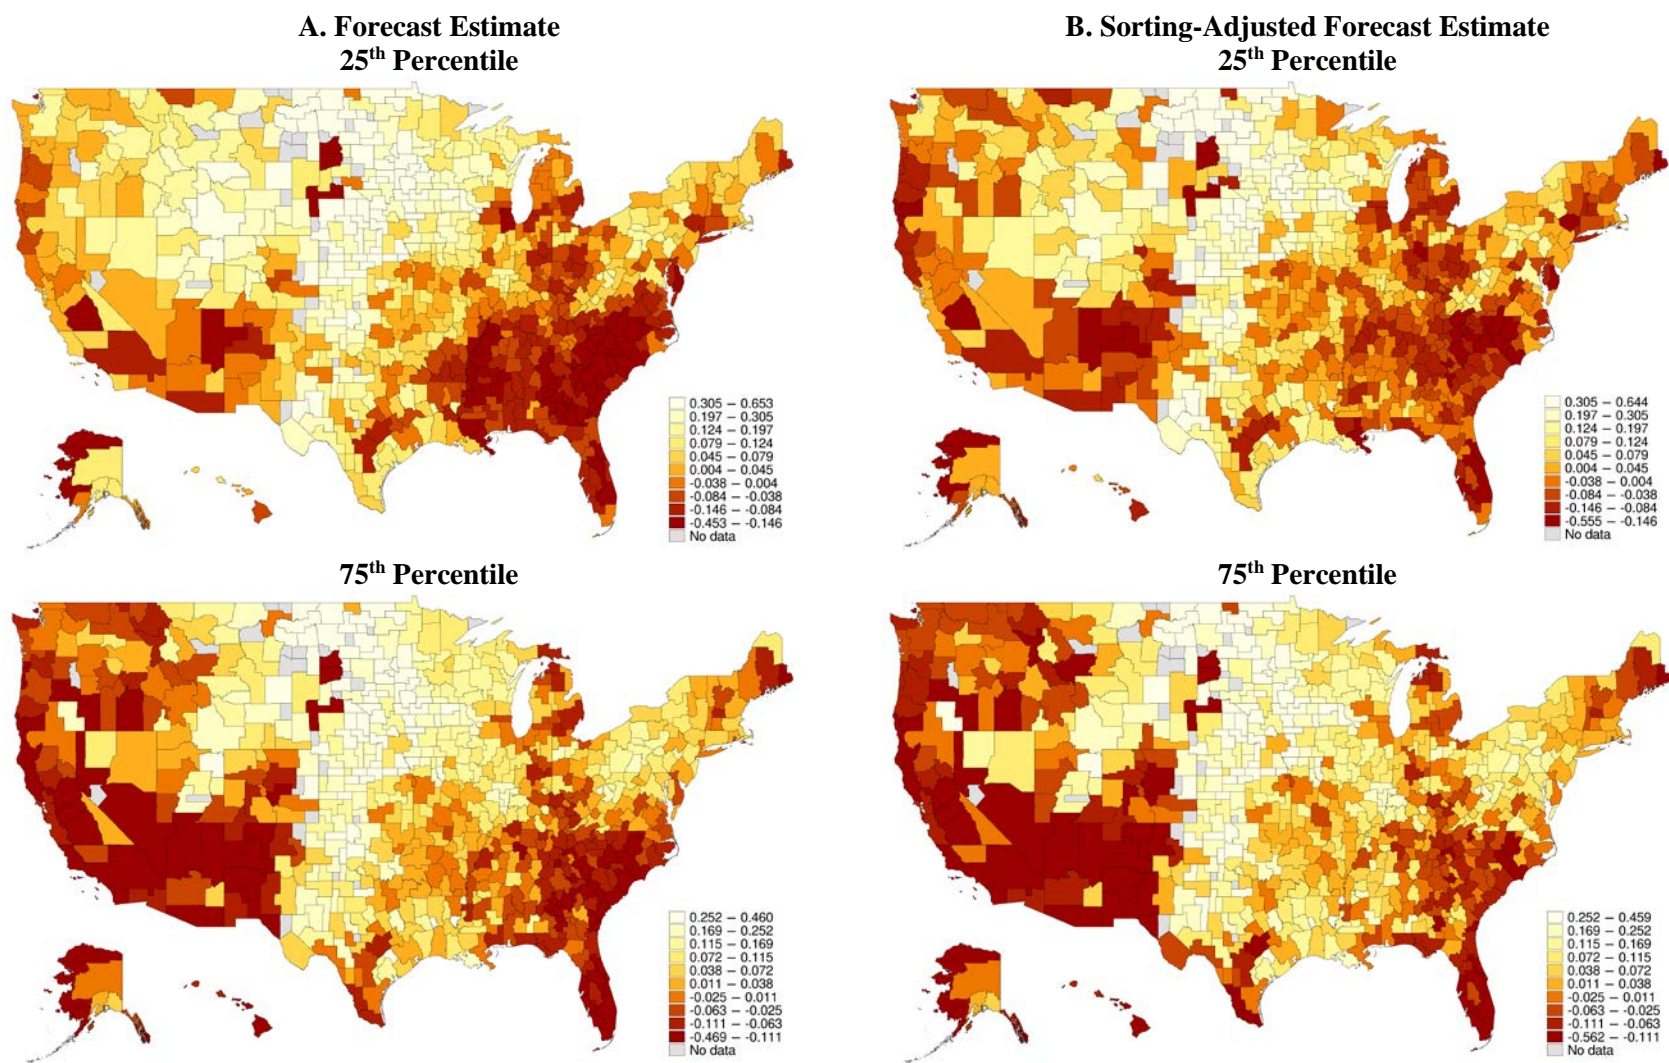 A. Forecast Estimate
25th Percentile
0.305 – 0.653
0.197 – 0.305
0.124 – 0.197
0.079 – 0.124
0.045 – 0.079
0.004 – 0.045
-0.038 – 0.004
-0.084 – -0.038
-0.146 – -0.084
-0.453 – -0.146
No data
B. Sorting-Adjusted Forecast Estimate
25th Percentile
0.305 – 0.644
0.197 – 0.305
0.124 – 0.197
0.079 – 0.124
0.045 – 0.079
0.004 – 0.045
-0.038 – 0.004
-0.084 – -0.038
-0.146 – -0.084
-0.555 – -0.146
No data
75th Percentile
0.252 – 0.460
0.169 – 0.252
0.115 – 0.169
0.072 – 0.115
0.038 – 0.072
0.011 – 0.038
-0.025 – 0.011
-0.063 – -0.025
-0.111 – -0.063
-0.469 – -0.111
No data
75th Percentile
0.252 – 0.459
0.169 – 0.252
0.115 – 0.169
0.072 – 0.115
0.038 – 0.072
0.011 – 0.038
-0.025 – 0.011
-0.063 – -0.025
-0.111 – -0.063
-0.562 – -0.111
No data